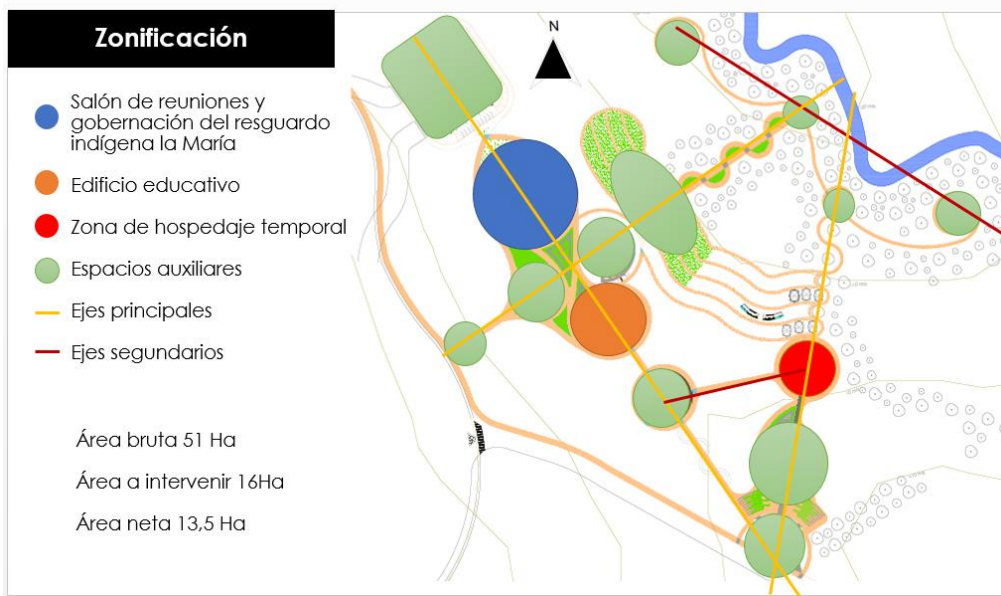 Zonificación
Salón de reuniones y
gobernación del resguardo
indígena la María
Edificio educativo
Zona de hospedaje temporal
Espacios auxiliares
Ejes principales
Ejes segundarios
Área bruta 51 Ha
Área a intervenir 16Ha
Área neta 13,5 Ha
N